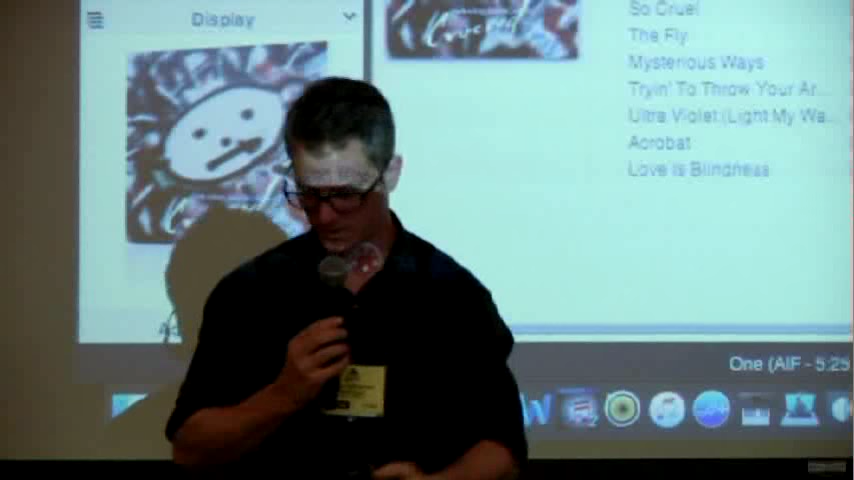 Display
So Cruel
The Fly
Mysterious Ways
Tryin' To Throw Your Ar...
Ultra Violet (Light My Wa...
Acrobat
Love Is Blindness
One (AIF - 5:25
W